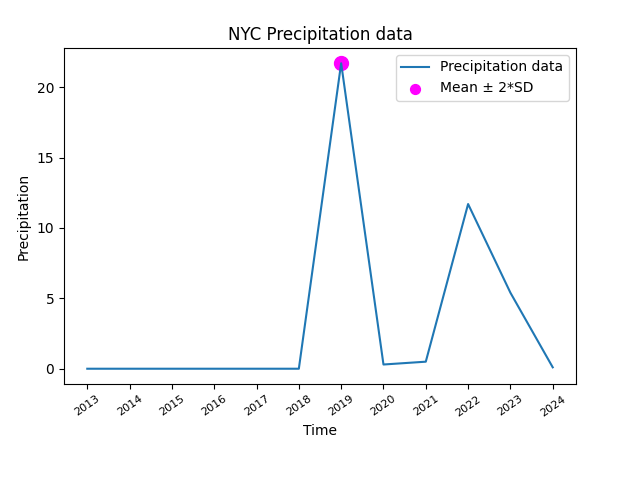 NYC Precipitation data
Precipitation data
Mean ± 2*SD
Precipitation
20
15
10
5
0
2013 2014 2015 2016 2017 2018 2019 2020 2021 2022 2023 2024
Time